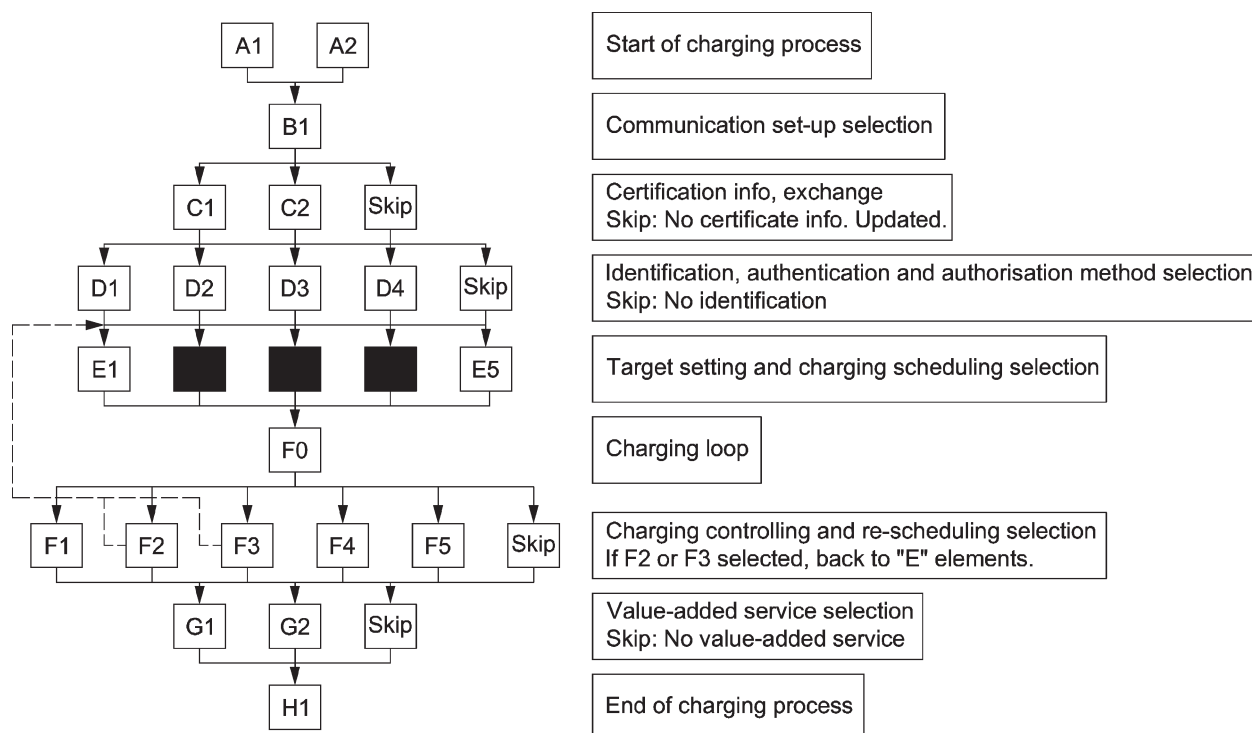 A1 A2 Start of charging process
B1 Communication set-up selection
C1 C2 Skip Certification info, exchange
Skip: No certificate info. Updated.
D1 D2 D3 D4 Skip Identification, authentication and authorisation method selection
Skip: No identification
E1 E5 Target setting and charging scheduling selection
F0 Charging loop
F1 F2 F3 F4 F5 Skip Charging controlling and re-scheduling selection
If F2 or F3 selected, back to "E" elements.
G1 G2 Skip Value-added service selection
Skip: No value-added service
H1 End of charging process